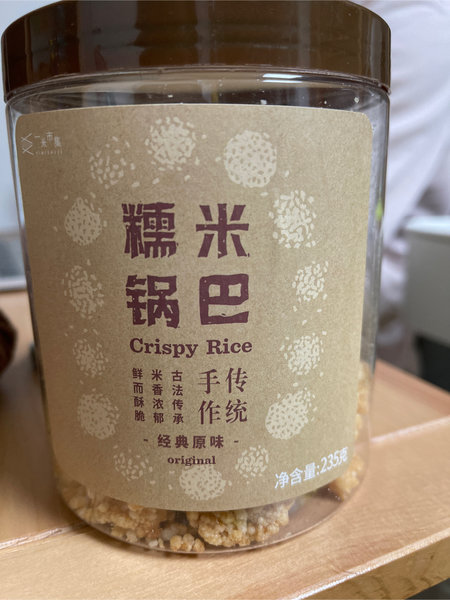 糯米
锅巴
Crispy Rice
传统
手作
古法传承
米香浓郁
鲜而酥脆
- 经典原味 -
original
净含量:235克